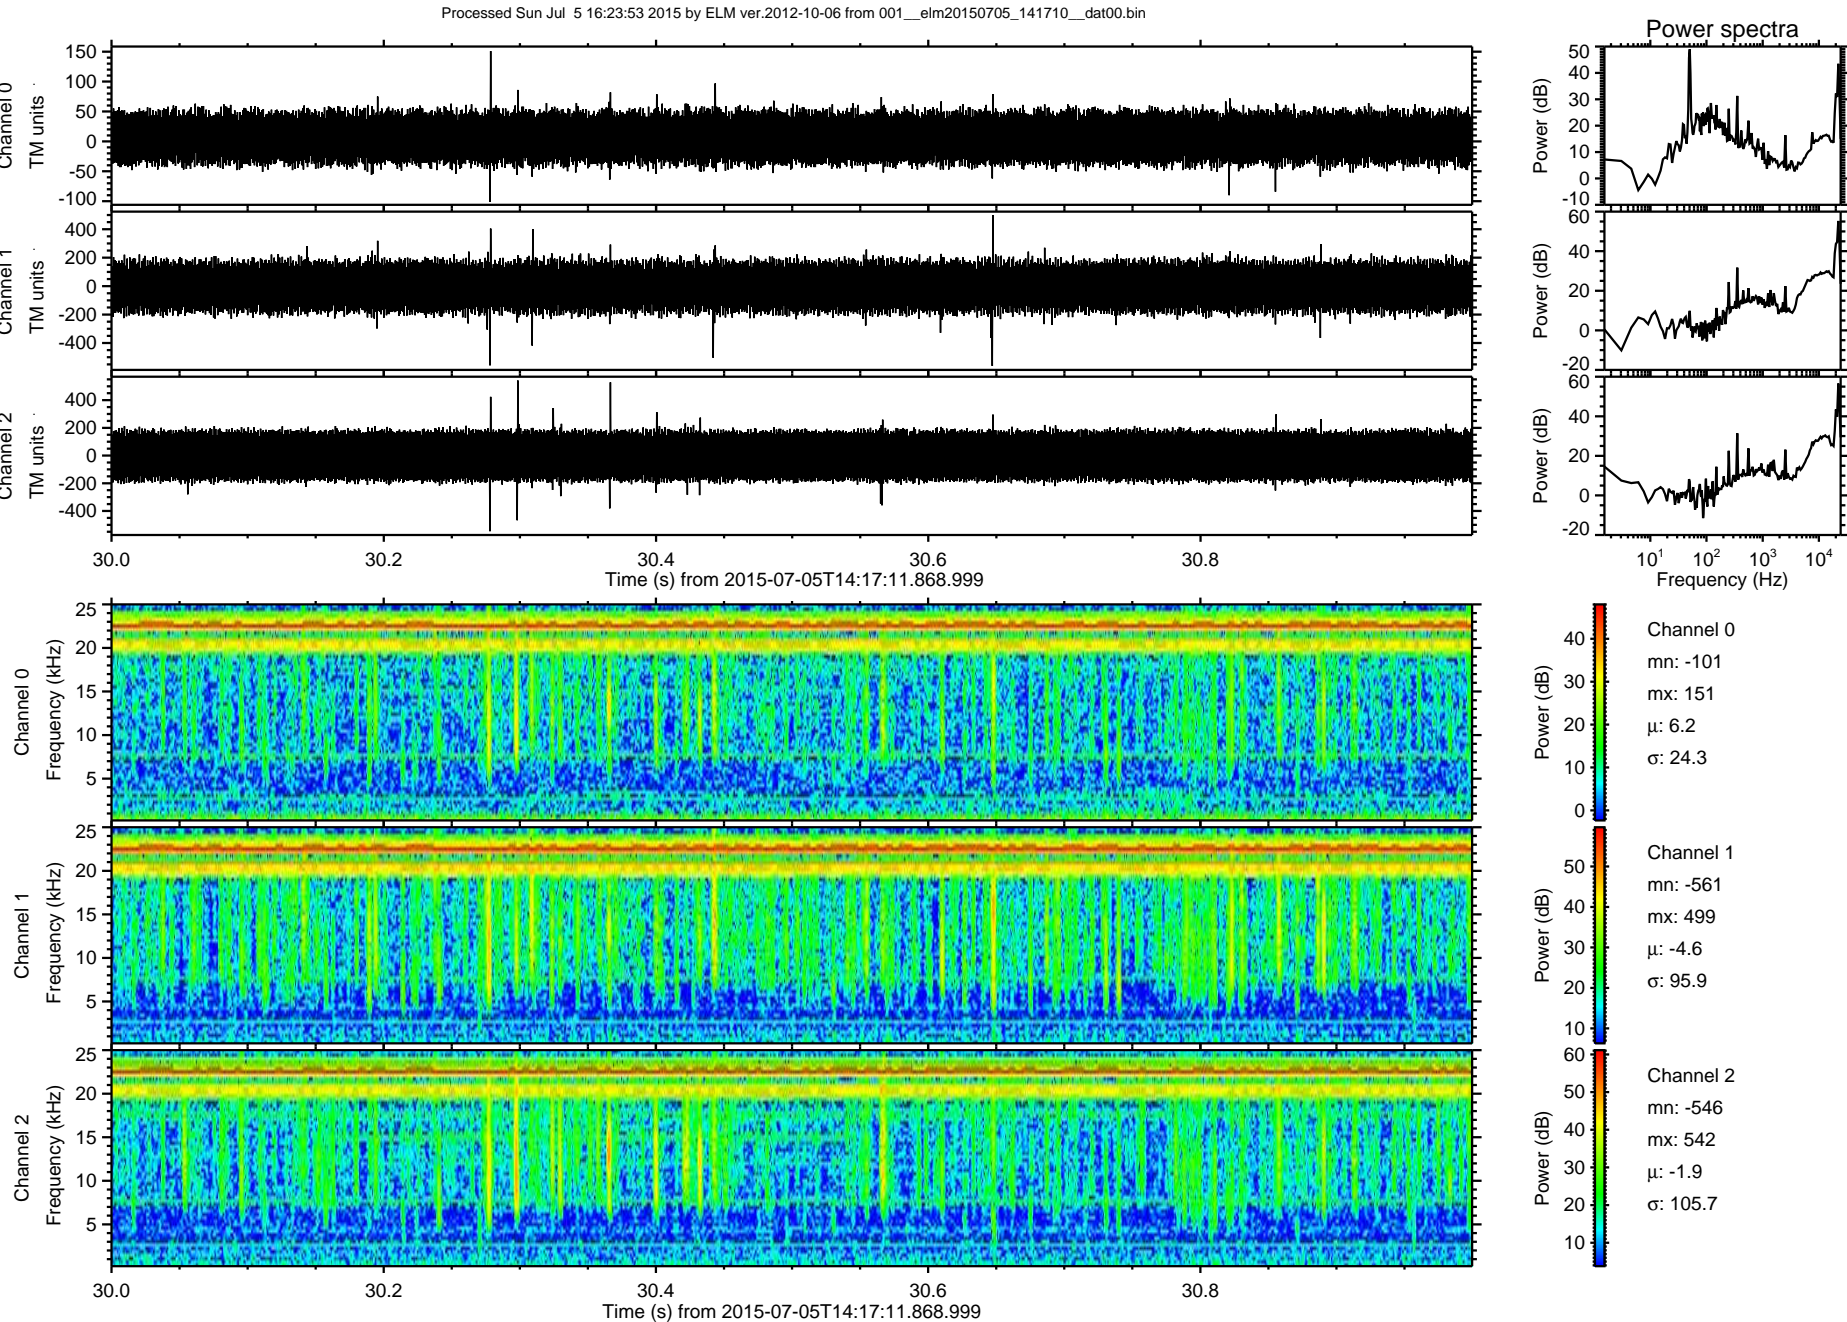 Processed Sun Jul 5 16:23:53 2015 by ELM ver.2012-10-06 from 001__elm20150705_141710__dat00.bin
Power spectra
Channel 0
TM units
150
100
50
0
-50
-100
Power (dB)
50
40
30
20
10
0
-10
Channel 1
TM units
400
200
0
-200
-400
Power (dB)
60
40
20
0
-20
Channel 2
TM units
400
200
0
-200
-400
Power (dB)
60
40
20
0
-20
30.0 30.2 30.4 30.6 30.8
Time (s) from 2015-07-05T14:17:11.868.999
10^1 10^2 10^3 10^4
Frequency (Hz)
Channel 0
Frequency (kHz)
25
20
15
10
5
Power (dB)
40
30
20
10
0
Channel 0
mn: -101
mx: 151
μ: 6.2
σ: 24.3
Channel 1
Frequency (kHz)
25
20
15
10
5
Power (dB)
50
40
30
20
10
Channel 1
mn: -561
mx: 499
μ: -4.6
σ: 95.9
Channel 2
Frequency (kHz)
25
20
15
10
5
Power (dB)
60
50
40
30
20
10
Channel 2
mn: -546
mx: 542
μ: -1.9
σ: 105.7
30.0 30.2 30.4 30.6 30.8
Time (s) from 2015-07-05T14:17:11.868.999